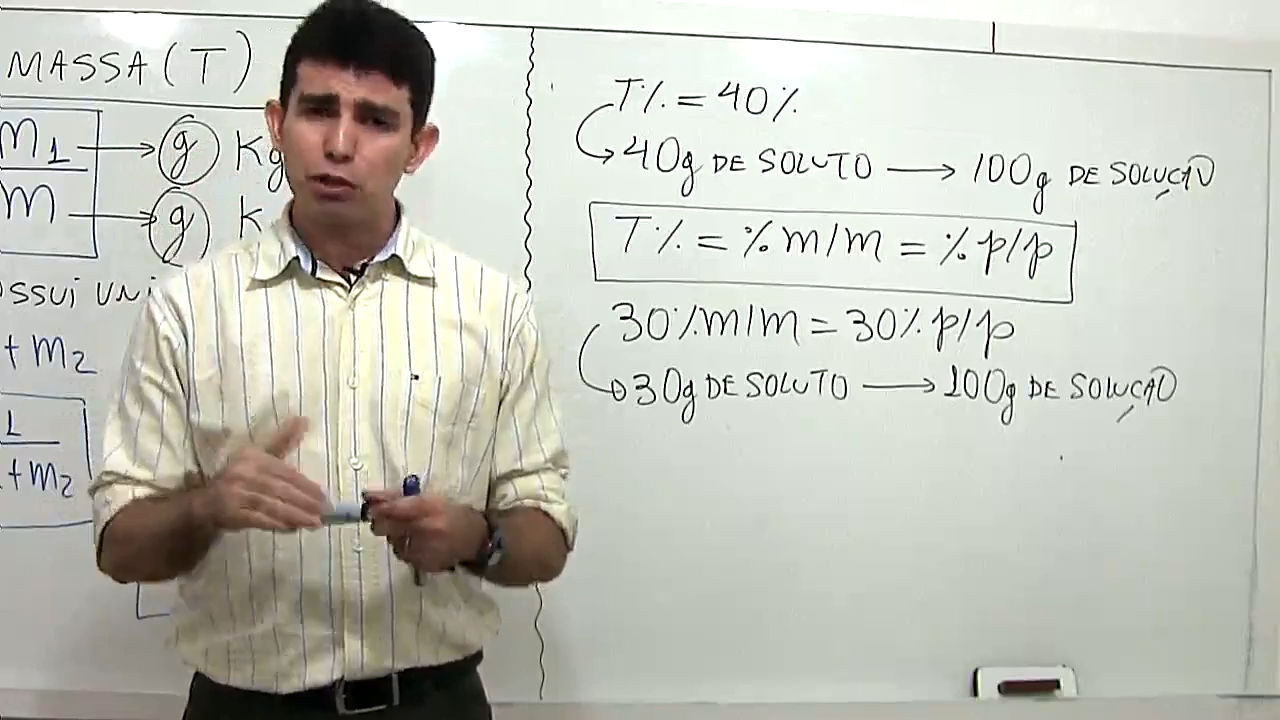 MASSA (T)
m1 → g Kg
m → g K
OSSUI UNI
+ m2
1
+ m2
T% = 40%
40g DE SOLUTO → 100g DE SOLUÇÃO
T% = % m/m = % p/p
30% m/m = 30% p/p
30g DE SOLUTO → 100g DE SOLUÇÃO